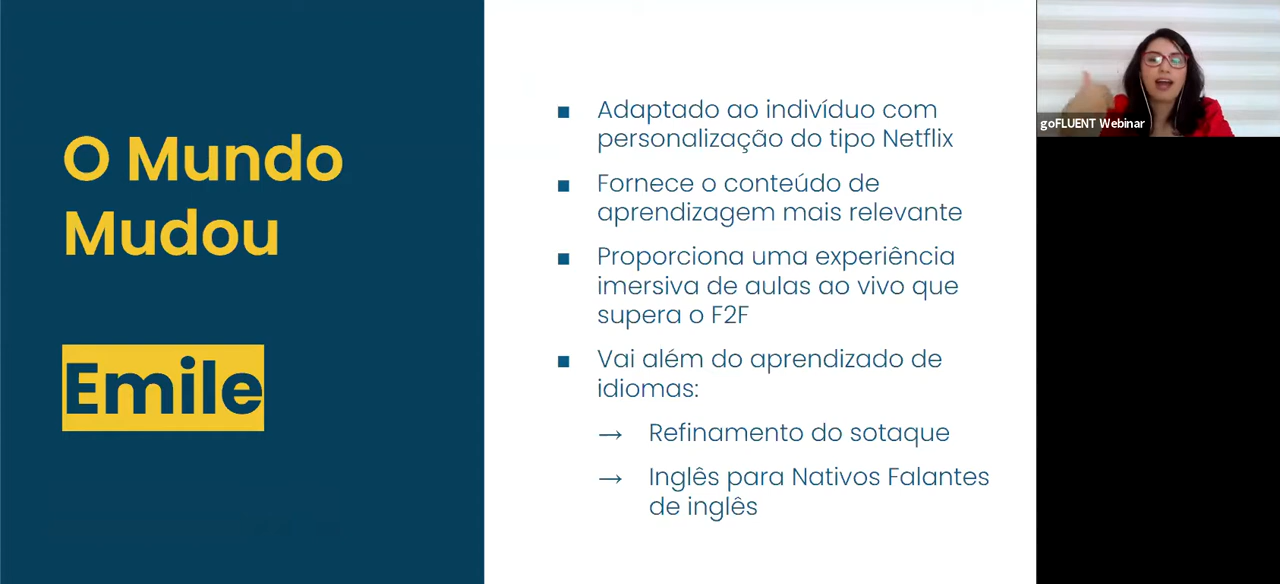 O Mundo
Mudou
Emile
■ Adaptado ao indivíduo com
personalização do tipo Netflix
■ Fornece o conteúdo de
aprendizagem mais relevante
■ Proporciona uma experiência
imersiva de aulas ao vivo que
supera o F2F
■ Vai além do aprendizado de
idiomas:
→ Refinamento do sotaque
→ Inglês para Nativos Falantes
de inglês
goFLUENT Webinar